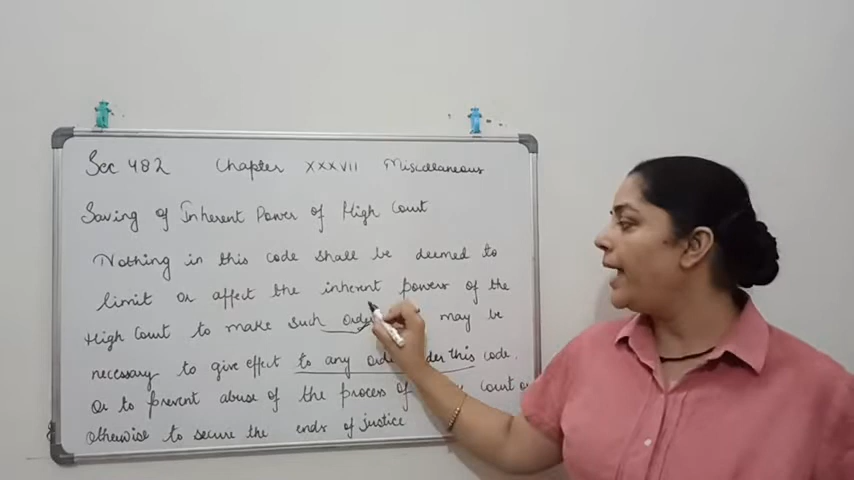 Sec 482 Chapter XXXVII Miscellaneous
Saving of Inherent Power of High Court
Nothing in this code shall be deemed to
limit or affect the inherent powers of the
High Court to make such order may be
necessary to give effect to any order this code.
or to prevent abuse of the process of court or
otherwise to secure the ends of justice